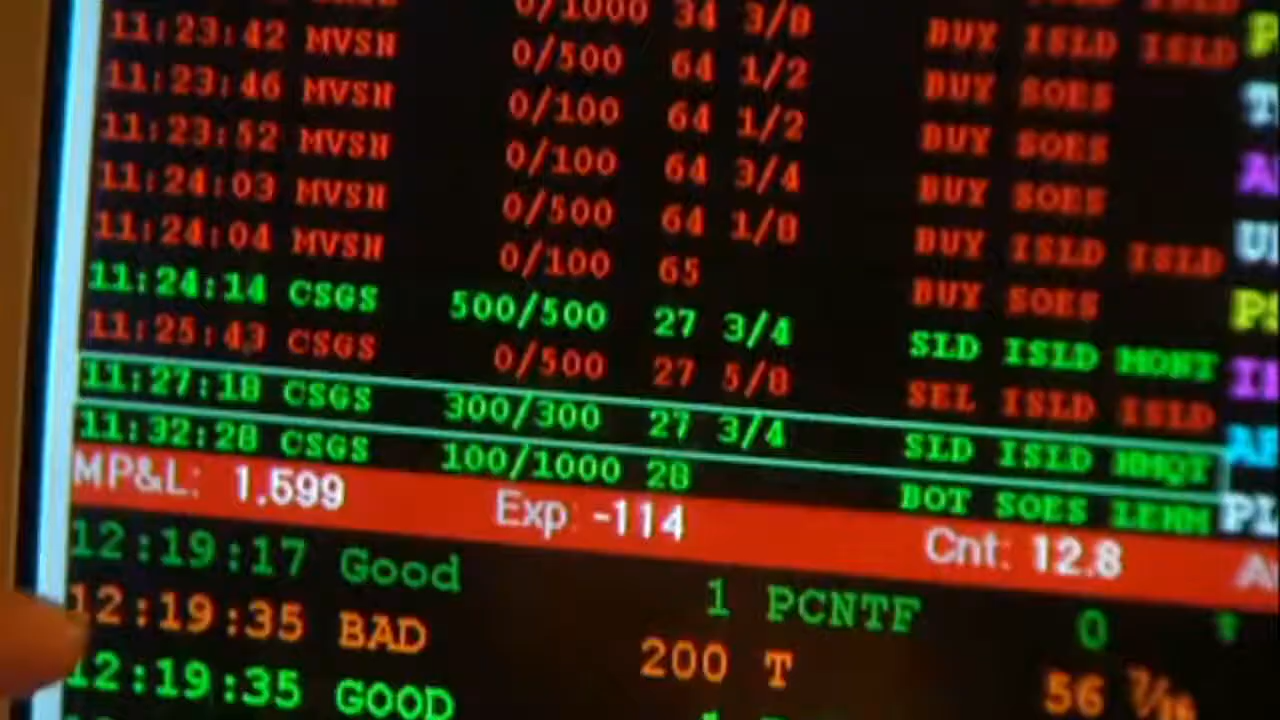 0/1000 34 3/8
11:23:42 MVSN 0/500 64 1/2 BUY ISLD ISLD
11:23:46 MVSN 0/100 64 1/2 BUY SOES
11:23:52 MVSN 0/100 64 3/4 BUY SOES
11:24:03 MVSN 0/500 64 1/8 BUY SOES
11:24:04 MVSN 0/100 65 BUY ISLD ISLD
11:24:14 CSGS 500/500 27 3/4 BUY SOES
11:25:43 CSGS 0/500 27 5/8 SLD ISLD MONT
11:27:18 CSGS 300/300 27 3/4 SEL ISLD ISLD
11:32:28 CSGS 100/1000 28 SLD ISLD NMQT
BOT SOES LEHM
MP&L: 1,599 Exp: -114 Cnt: 12.8
12:19:17 Good 1 PCNTF 0
12:19:35 BAD 200 T 56 7/16
12:19:35 GOOD